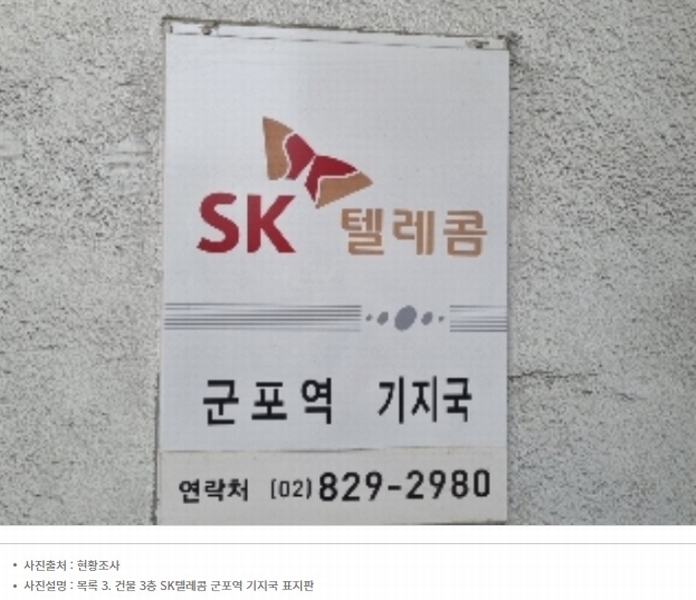 SK 텔레콤
군포역 기지국
연락처 (02)829-2980
• 사진출처 : 현황조사
• 사진설명 : 목록 3. 건물 3층 SK텔레콤 군포역 기지국 표지판